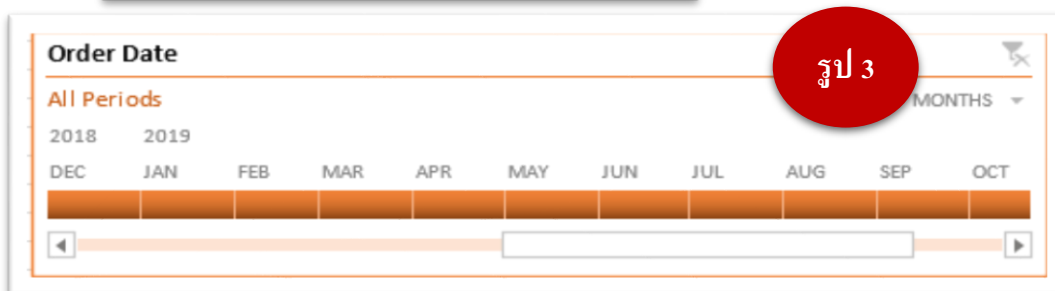 Order Date
รูป 3
All Periods
MONTHS
2018 2019
DEC JAN FEB MAR APR MAY JUN JUL AUG SEP OCT